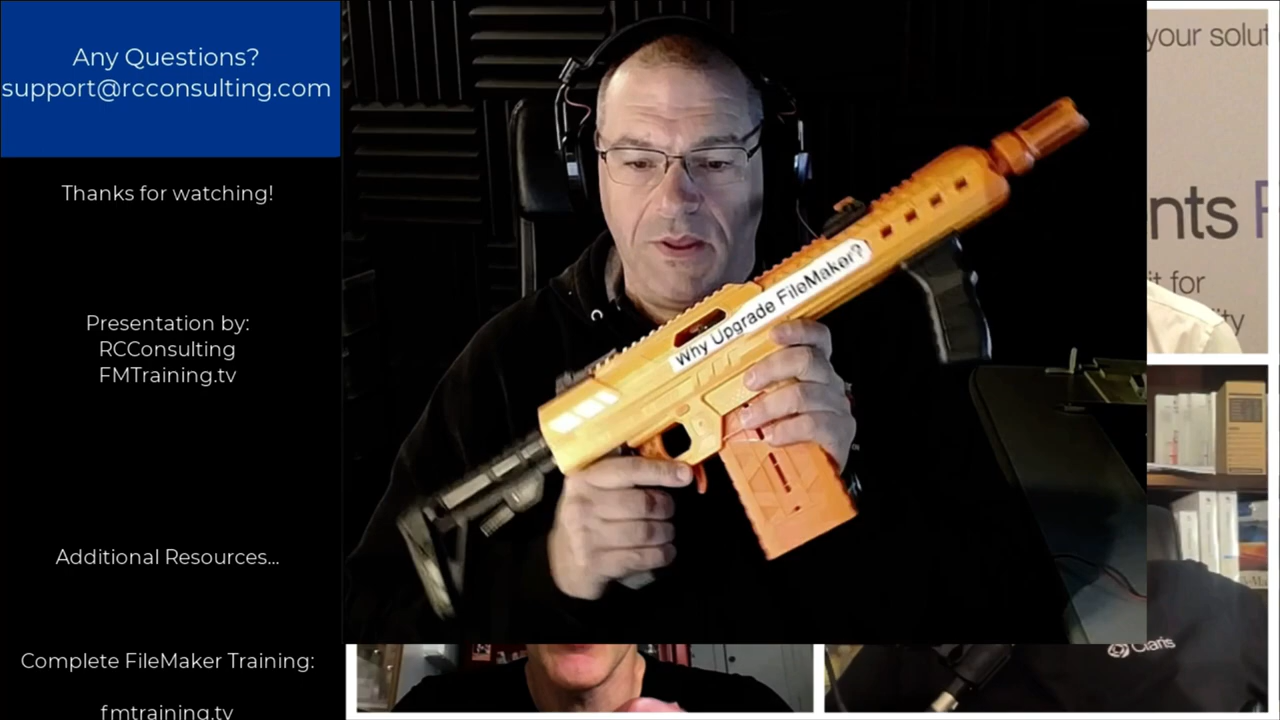 Any Questions?
support@rcconsulting.com
Thanks for watching!
Presentation by:
RCConsulting
FMTraining.tv
Additional Resources...
Complete FileMaker Training:
fmtraining.tv
Why Upgrade FileMaker?
your solut
nts
it for
ity
Claris